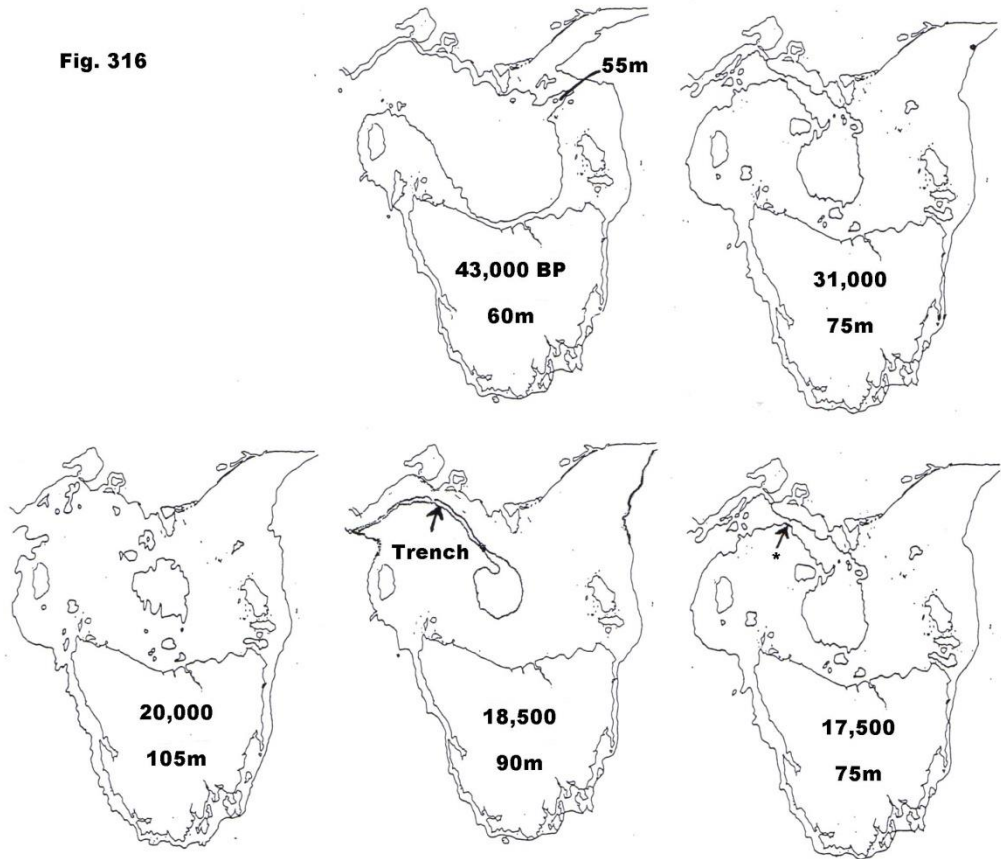 Fig. 316
55m
43,000 BP
60m
31,000
75m
20,000
105m
Trench
18,500
90m
*
17,500
75m